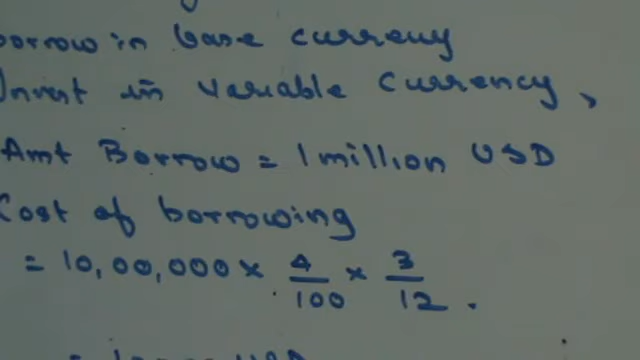 borrow in base currency
Invest in variable currency,
Amt Borrow = 1 million USD
Cost of borrowing
= 10,00,000 × 4/100 × 3/12 .